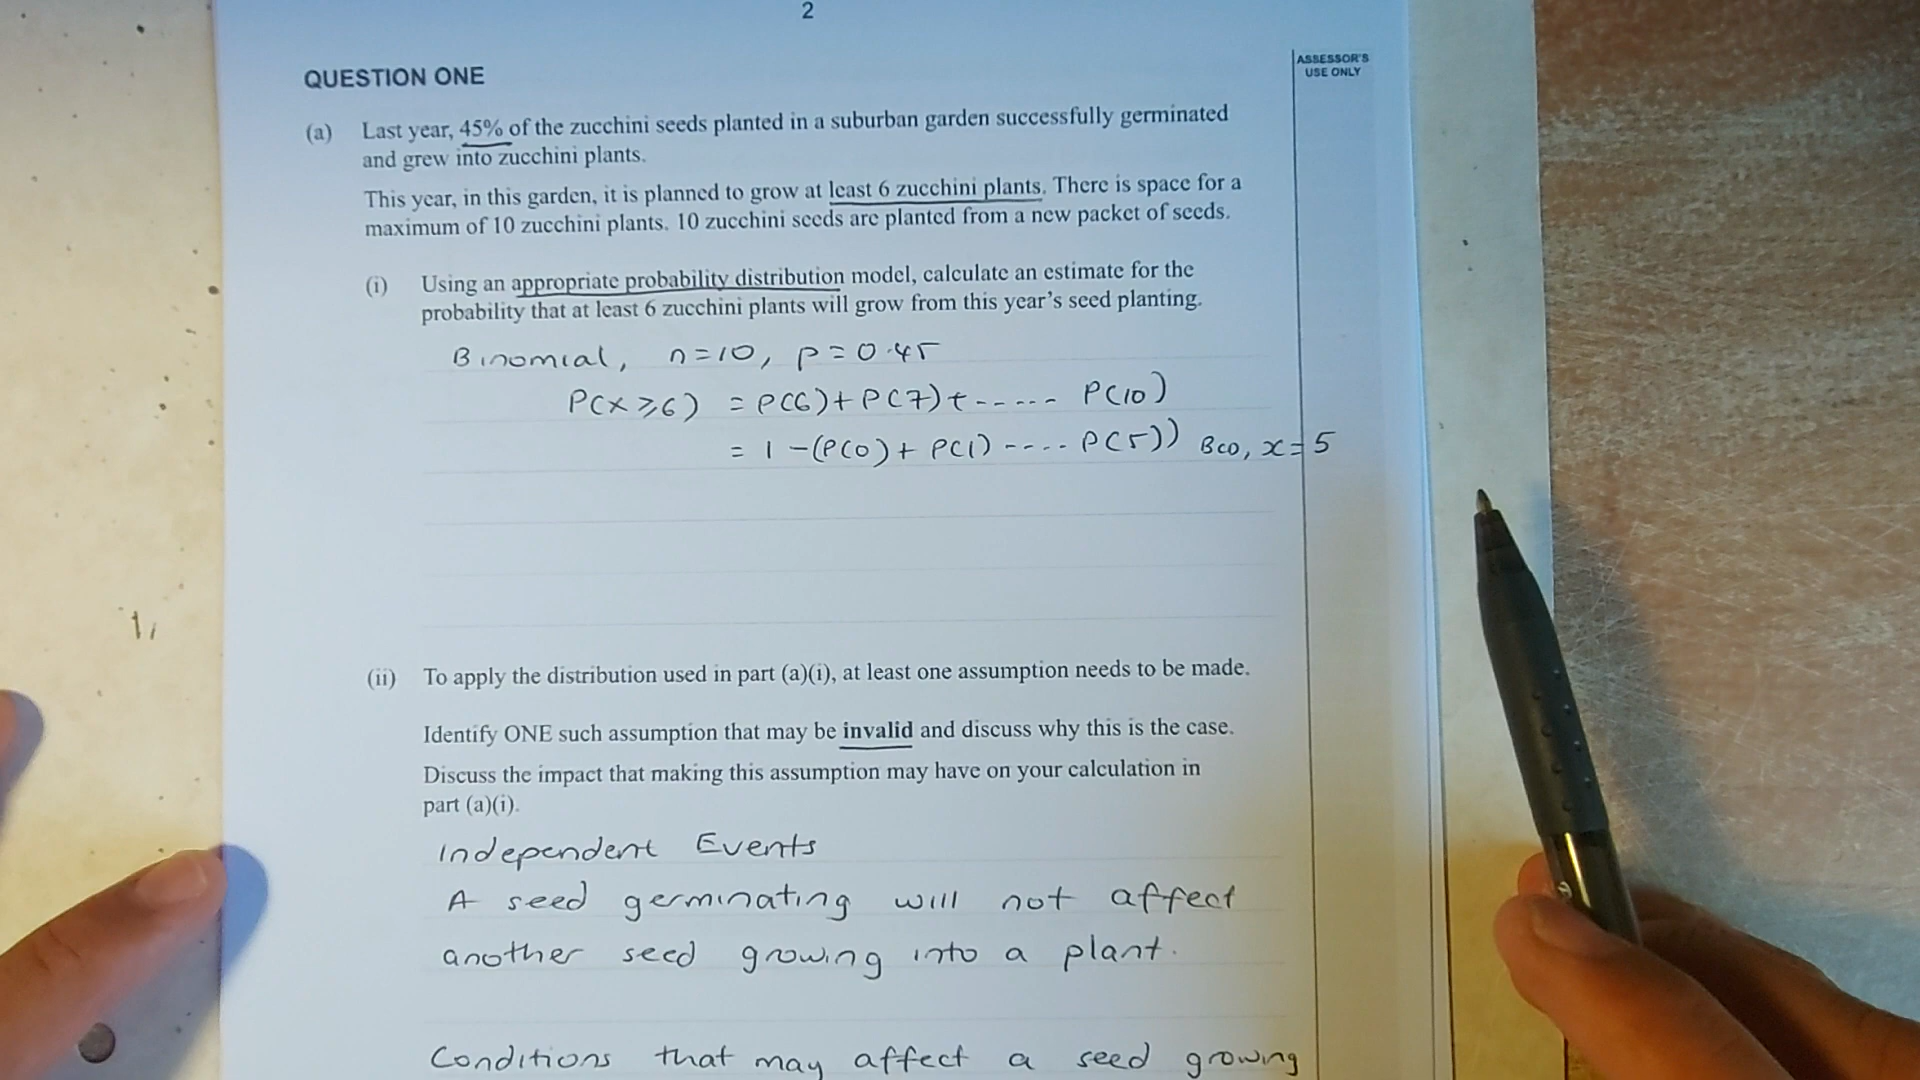 2
ASSESSOR'S
USE ONLY
QUESTION ONE
(a) Last year, 45% of the zucchini seeds planted in a suburban garden successfully germinated
and grew into zucchini plants.
This year, in this garden, it is planned to grow at least 6 zucchini plants. There is space for a
maximum of 10 zucchini plants. 10 zucchini seeds are planted from a new packet of seeds.
(i) Using an appropriate probability distribution model, calculate an estimate for the
probability that at least 6 zucchini plants will grow from this year's seed planting.
Binomial, n=10, p=0.45
P(x≥6) = P(6)+P(7)+----- P(10)
= 1-(P(0)+P(1)---- P(5)) BCD, x=5
(ii) To apply the distribution used in part (a)(i), at least one assumption needs to be made.
Identify ONE such assumption that may be invalid and discuss why this is the case.
Discuss the impact that making this assumption may have on your calculation in
part (a)(i).
Independent Events
A seed germinating will not affect
another seed growing into a plant.
Conditions that may affect a seed growing